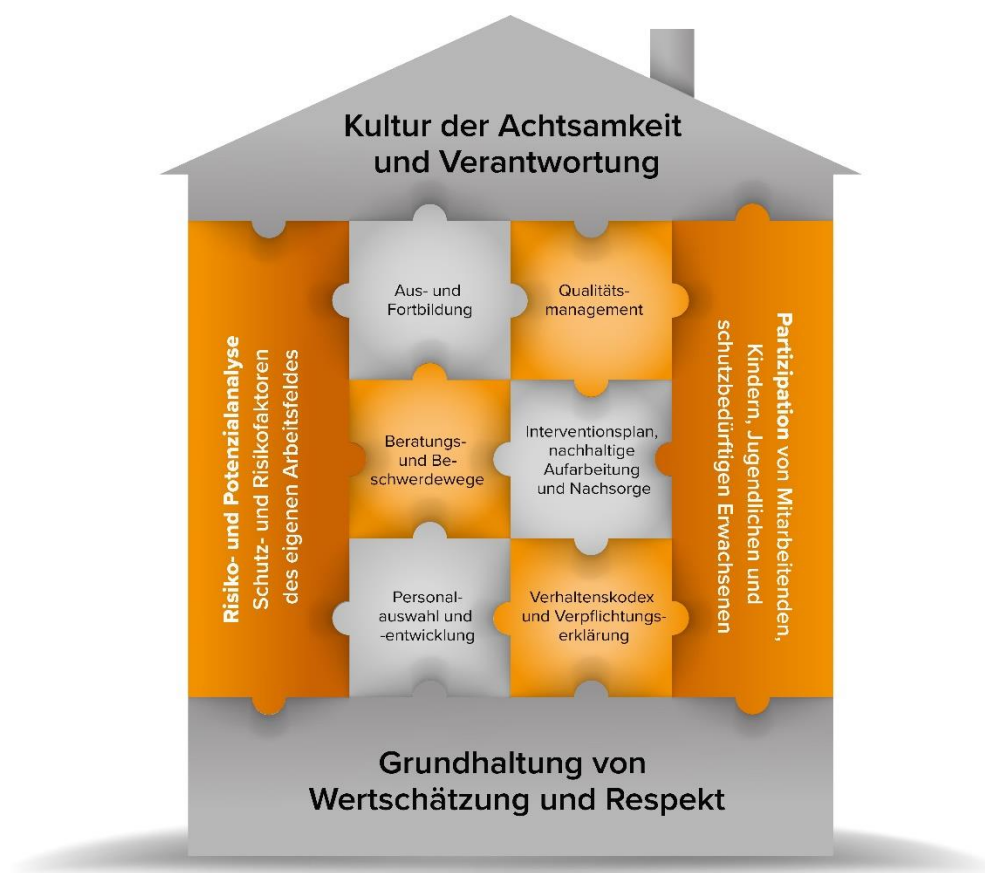 Kultur der Achtsamkeit
und Verantwortung
Risiko- und Potenzialanalyse
Schutz- und Risikofaktoren
des eigenen Arbeitsfeldes
Aus- und
Fortbildung
Qualitäts-
management
Beratungs-
und Be-
schwerdewege
Interventionsplan,
nachhaltige
Aufarbeitung
und Nachsorge
Personal-
auswahl und
-entwicklung
Verhaltenskodex
und Verpflichtungs-
erklärung
Partizipation von Mitarbeitenden,
Kindern, Jugendlichen und
schutzbedürftigen Erwachsenen
Grundhaltung von
Wertschätzung und Respekt